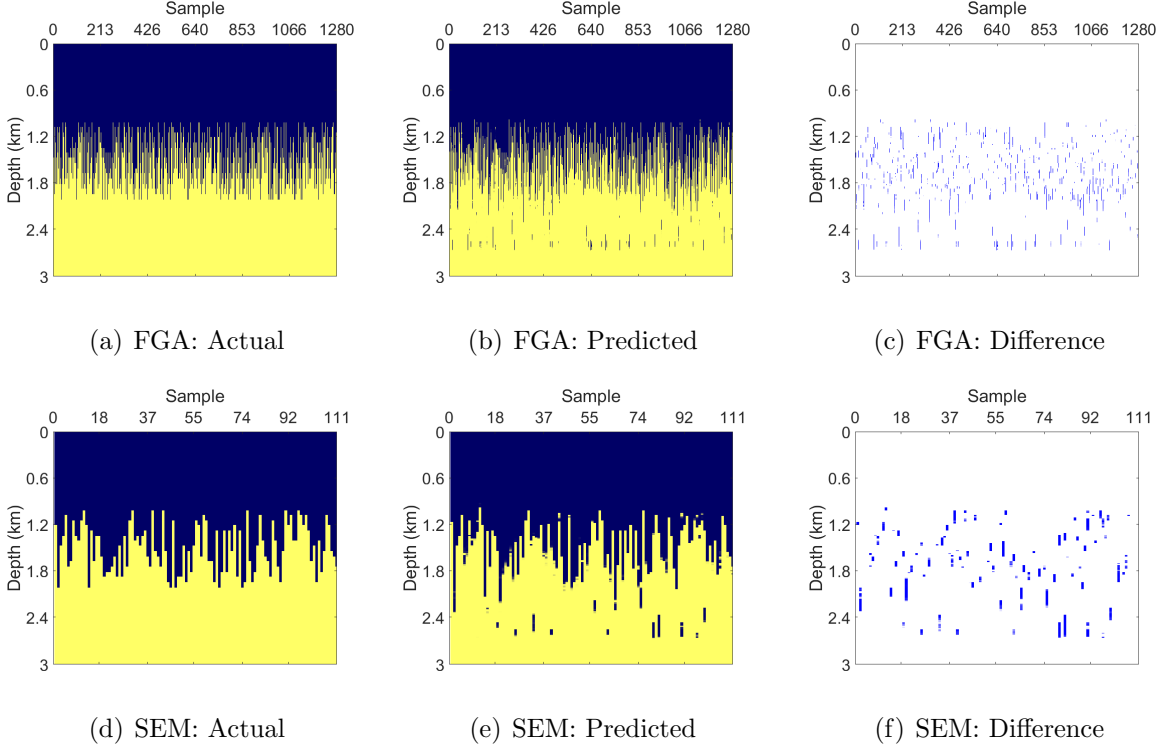 Sample Sample Sample
0 213 426 640 853 1066 1280 0 213 426 640 853 1066 1280 0 213 426 640 853 1066 1280
0 0 0
0.6 0.6 0.6
1.2 1.2 1.2
Depth (km) Depth (km) Depth (km)
1.8 1.8 1.8
2.4 2.4 2.4
3 3 3
(a) FGA: Actual (b) FGA: Predicted (c) FGA: Difference
Sample Sample Sample
0 18 37 55 74 92 111 0 18 37 55 74 92 111 0 18 37 55 74 92 111
0 0 0
0.6 0.6 0.6
1.2 1.2 1.2
Depth (km) Depth (km) Depth (km)
1.8 1.8 1.8
2.4 2.4 2.4
3 3 3
(d) SEM: Actual (e) SEM: Predicted (f) SEM: Difference